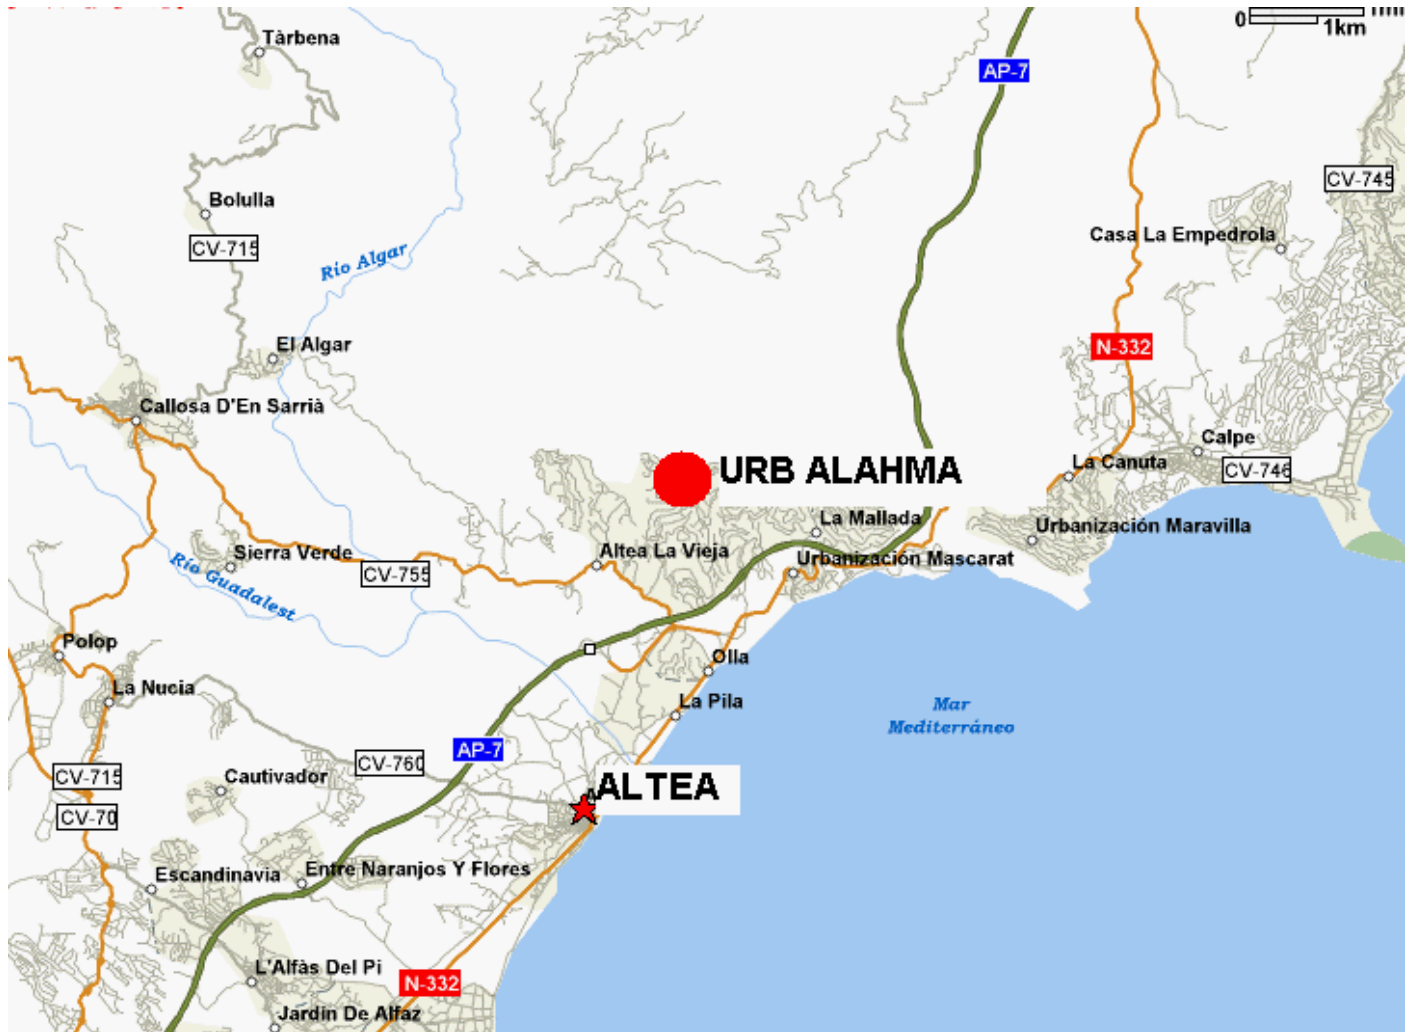 Tàrbena
0
1km
AP-7
CV-745
Bolulla
Casa La Empedrola
CV-715
Río Algar
El Algar
N-332
Callosa D'En Sarrià
Calpe
URB ALAHMA
La Canuta
CV-746
La Mallada
Urbanización Maravilla
Sierra Verde
Altea La Vieja
Urbanización Mascarat
CV-755
Río Guadalest
Polop
Olla
La Nucia
La Pila
Mar
Mediterráneo
AP-7
CV-760
CV-715
Cautivador
ALTEA
CV-70
Escandinavia
Entre Naranjos Y Flores
L'Alfàs Del Pi
N-332
Jardín De Alfaz